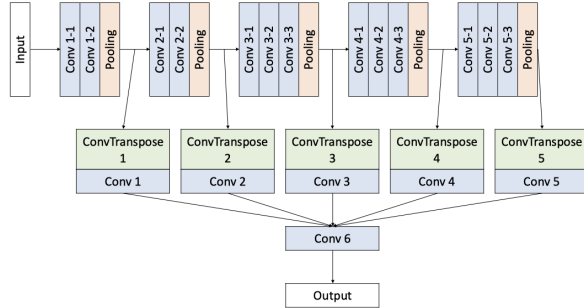 Input
Conv 1-1
Conv 1-2
Pooling
Conv 2-1
Conv 2-2
Pooling
Conv 3-1
Conv 3-2
Conv 3-3
Pooling
Conv 4-1
Conv 4-2
Conv 4-3
Pooling
Conv 5-1
Conv 5-2
Conv 5-3
Pooling
ConvTranspose
1
Conv 1
ConvTranspose
2
Conv 2
ConvTranspose
3
Conv 3
ConvTranspose
4
Conv 4
ConvTranspose
5
Conv 5
Conv 6
Output